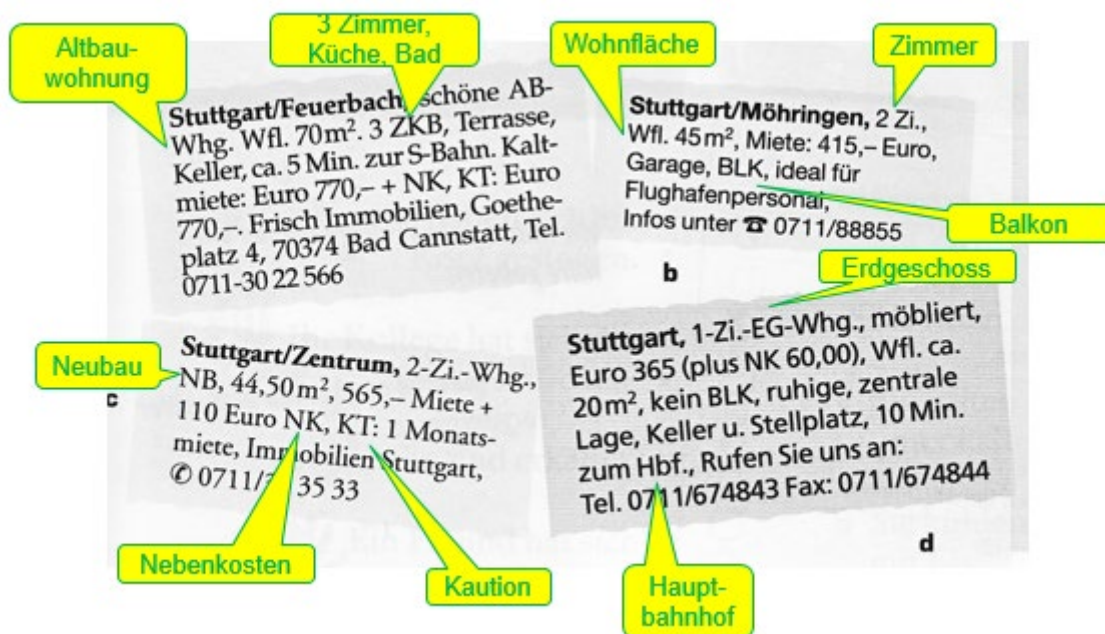 Altbau-
wohnung
3 Zimmer,
Küche, Bad
Wohnfläche
Zimmer
Stuttgart/Feuerbach, schöne AB-
Whg. Wfl. 70 m². 3 ZKB, Terrasse,
Keller, ca. 5 Min. zur S-Bahn. Kalt-
miete: Euro 770,– + NK, KT: Euro
770,–. Frisch Immobilien, Goethe-
platz 4, 70374 Bad Cannstatt, Tel.
0711-30 22 566
Stuttgart/Möhringen, 2 Zi.,
Wfl. 45 m², Miete: 415,– Euro,
Garage, BLK, ideal für
Flughafenpersonal,
Infos unter ☎ 0711/88855
Balkon
b
Erdgeschoss
Neubau
c
Stuttgart/Zentrum, 2-Zi.-Whg.,
NB, 44,50 m², 565,– Miete +
110 Euro NK, KT: 1 Monats-
miete, Immobilien Stuttgart,
✆ 0711/ 35 33
Stuttgart, 1-Zi.-EG-Whg., möbliert,
Euro 365 (plus NK 60,00), Wfl. ca.
20 m², kein BLK, ruhige, zentrale
Lage, Keller u. Stellplatz, 10 Min.
zum Hbf., Rufen Sie uns an:
Tel. 0711/674843 Fax: 0711/674844
d
Nebenkosten
Kaution
Haupt-
bahnhof